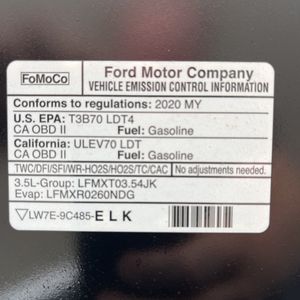 FoMoCo
Ford Motor Company
VEHICLE EMISSION CONTROL INFORMATION
Conforms to regulations: 2020 MY
U.S. EPA: T3B70 LDT4
CA OBD II Fuel: Gasoline
California: ULEV70 LDT
CA OBD II Fuel: Gasoline
TWC/DFI/SFI/WR-HO2S/HO2S/TC/CAC No adjustments needed.
3.5L-Group: LFMXT03.54JK
Evap: LFMXR0260NDG
LW7E-9C485-E L K